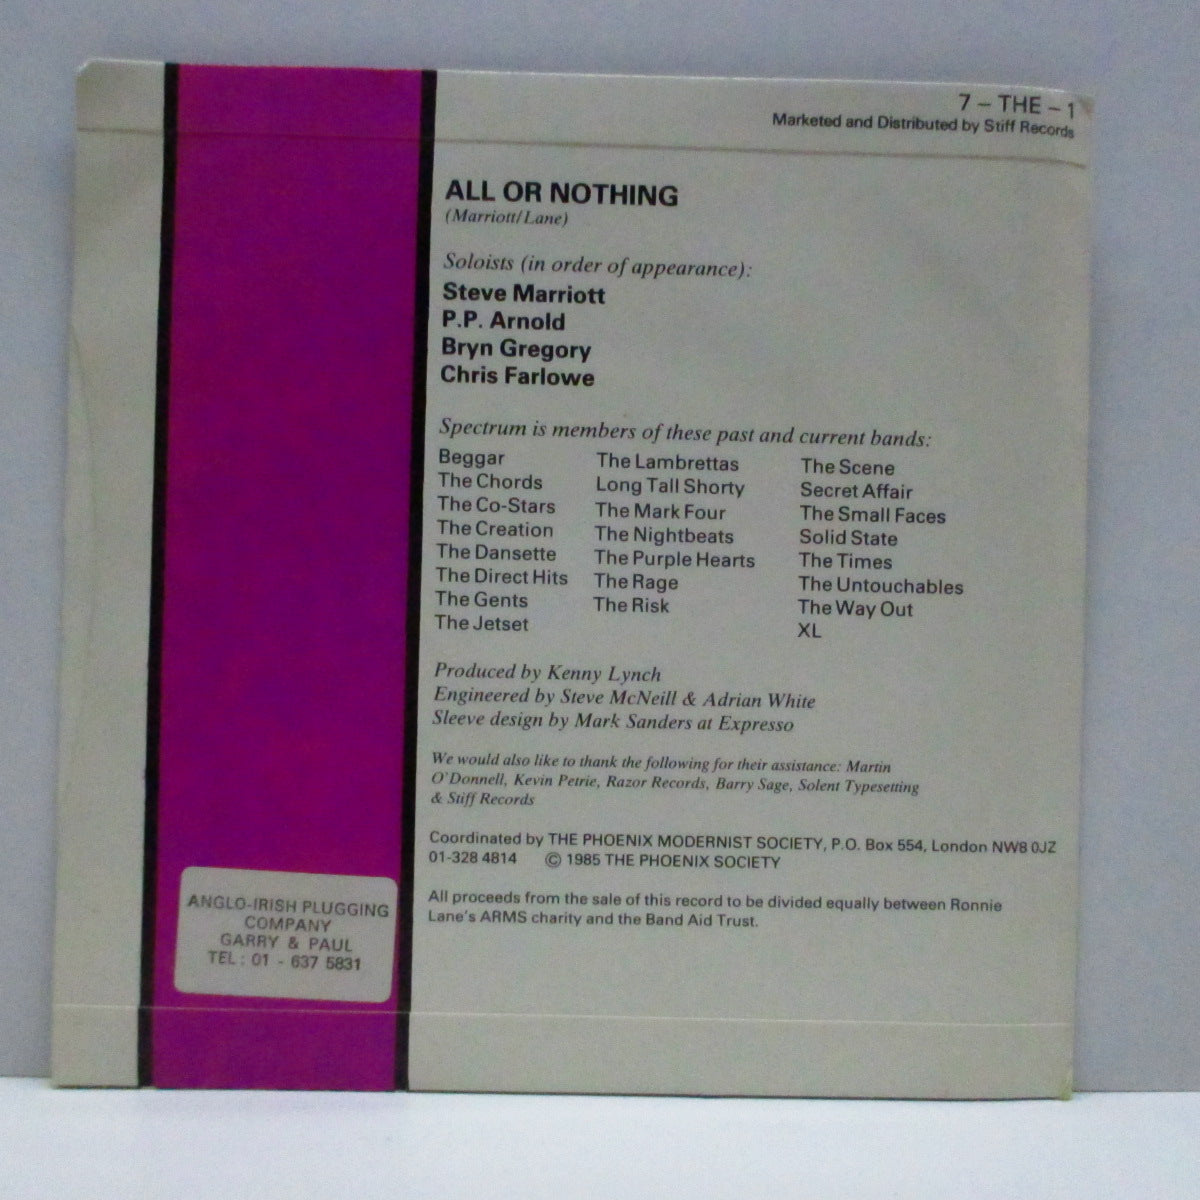 7 – THE – 1
Marketed and Distributed by Stiff Records
ALL OR NOTHING
(Marriott/Lane)
Soloists (in order of appearance):
Steve Marriott
P.P. Arnold
Bryn Gregory
Chris Farlowe
Spectrum is members of these past and current bands:
Beggar
The Chords
The Co-Stars
The Creation
The Dansette
The Direct Hits
The Gents
The Jetset
The Lambrettas
Long Tall Shorty
The Mark Four
The Nightbeats
The Purple Hearts
The Rage
The Risk
The Scene
Secret Affair
The Small Faces
Solid State
The Times
The Untouchables
The Way Out
XL
Produced by Kenny Lynch
Engineered by Steve McNeill & Adrian White
Sleeve design by Mark Sanders at Expresso
We would also like to thank the following for their assistance: Martin
O'Donnell, Kevin Petrie, Razor Records, Barry Sage, Solent Typesetting
& Stiff Records
Coordinated by THE PHOENIX MODERNIST SOCIETY, P.O. Box 554, London NW8 0JZ
01-328 4814 © 1985 THE PHOENIX SOCIETY
All proceeds from the sale of this record to be divided equally between Ronnie
Lane's ARMS charity and the Band Aid Trust.
ANGLO-IRISH PLUGGING
COMPANY
GARRY & PAUL
TEL: 01 - 637 5831